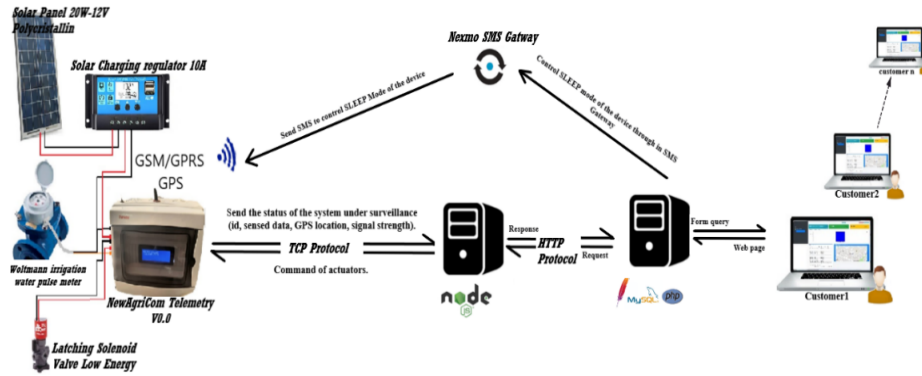 Solar Panel 20W-12V
Polycristallin
Solar Charging regulator 10A
GSM/GPRS
GPS
Woltmann irrigation
water pulse meter
NewAgriCom Telemetry
V0.0
Latching Solenoid
Valve Low Energy
Nexmo SMS Gatway
Send SMS to control SLEEP Mode of the device
Control SLEEP mode of the device through in SMS
Gateway
Send the status of the system under surveillance
(id, sensed data, GPS location, signal strength).
TCP Protocol
Command of actuators.
node
JS
Response
HTTP
Protocol
Request
MySQL
php
Form query
Web page
customer n
Customer2
Customer1